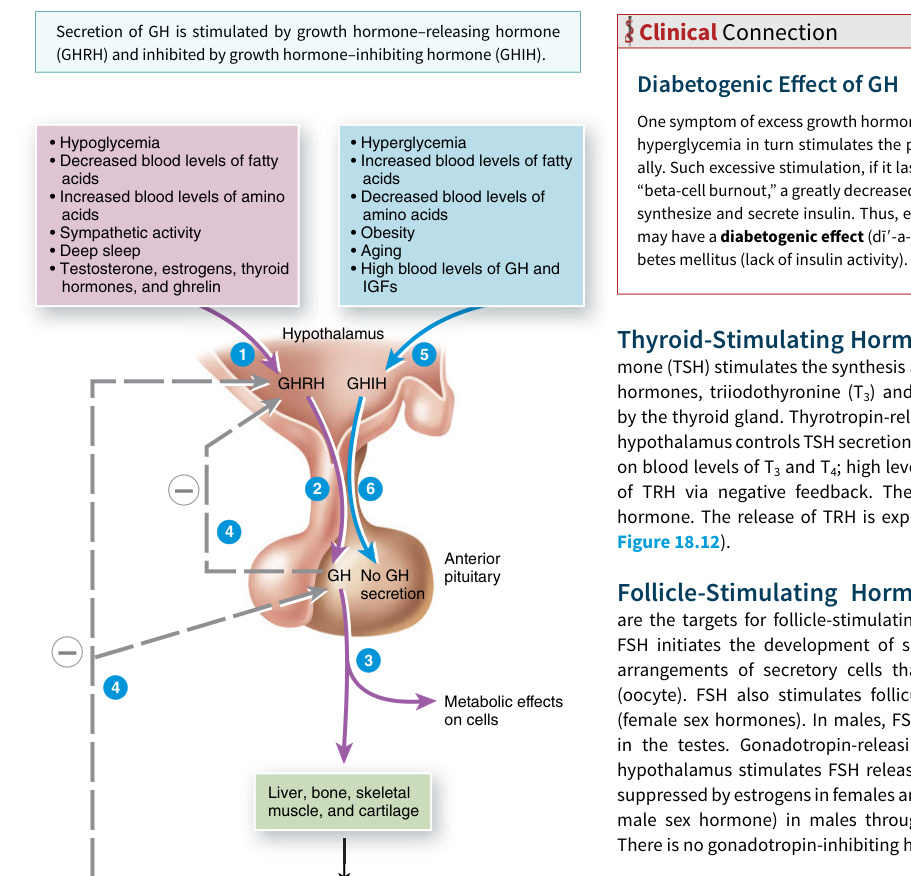 Secretion of GH is stimulated by growth hormone–releasing hormone
(GHRH) and inhibited by growth hormone–inhibiting hormone (GHIH).
• Hypoglycemia
• Decreased blood levels of fatty
acids
• Increased blood levels of amino
acids
• Sympathetic activity
• Deep sleep
• Testosterone, estrogens, thyroid
hormones, and ghrelin
• Hyperglycemia
• Increased blood levels of fatty
acids
• Decreased blood levels of
amino acids
• Obesity
• Aging
• High blood levels of GH and
IGFs
Hypothalamus
1
5
GHRH
GHIH
2
6
4
Anterior
pituitary
GH
No GH
secretion
3
4
Metabolic effects
on cells
Liver, bone, skeletal
muscle, and cartilage
Clinical Connection
Diabetogenic Effect of GH
One symptom of excess growth hormon
hyperglycemia in turn stimulates the p
ally. Such excessive stimulation, if it las
“beta-cell burnout,” a greatly decreased
synthesize and secrete insulin. Thus, e
may have a diabetogenic effect (dī′-a-
betes mellitus (lack of insulin activity).
Thyroid-Stimulating Horm
mone (TSH) stimulates the synthesis a
hormones, triiodothyronine (T₃) and
by the thyroid gland. Thyrotropin-rel
hypothalamus controls TSH secretion
on blood levels of T₃ and T₄; high leve
of TRH via negative feedback. The
hormone. The release of TRH is exp
Figure 18.12).
Follicle-Stimulating Horm
are the targets for follicle-stimulatin
FSH initiates the development of s
arrangements of secretory cells tha
(oocyte). FSH also stimulates follicu
(female sex hormones). In males, FS
in the testes. Gonadotropin-releasi
hypothalamus stimulates FSH releas
suppressed by estrogens in females an
male sex hormone) in males throug
There is no gonadotropin-inhibiting h